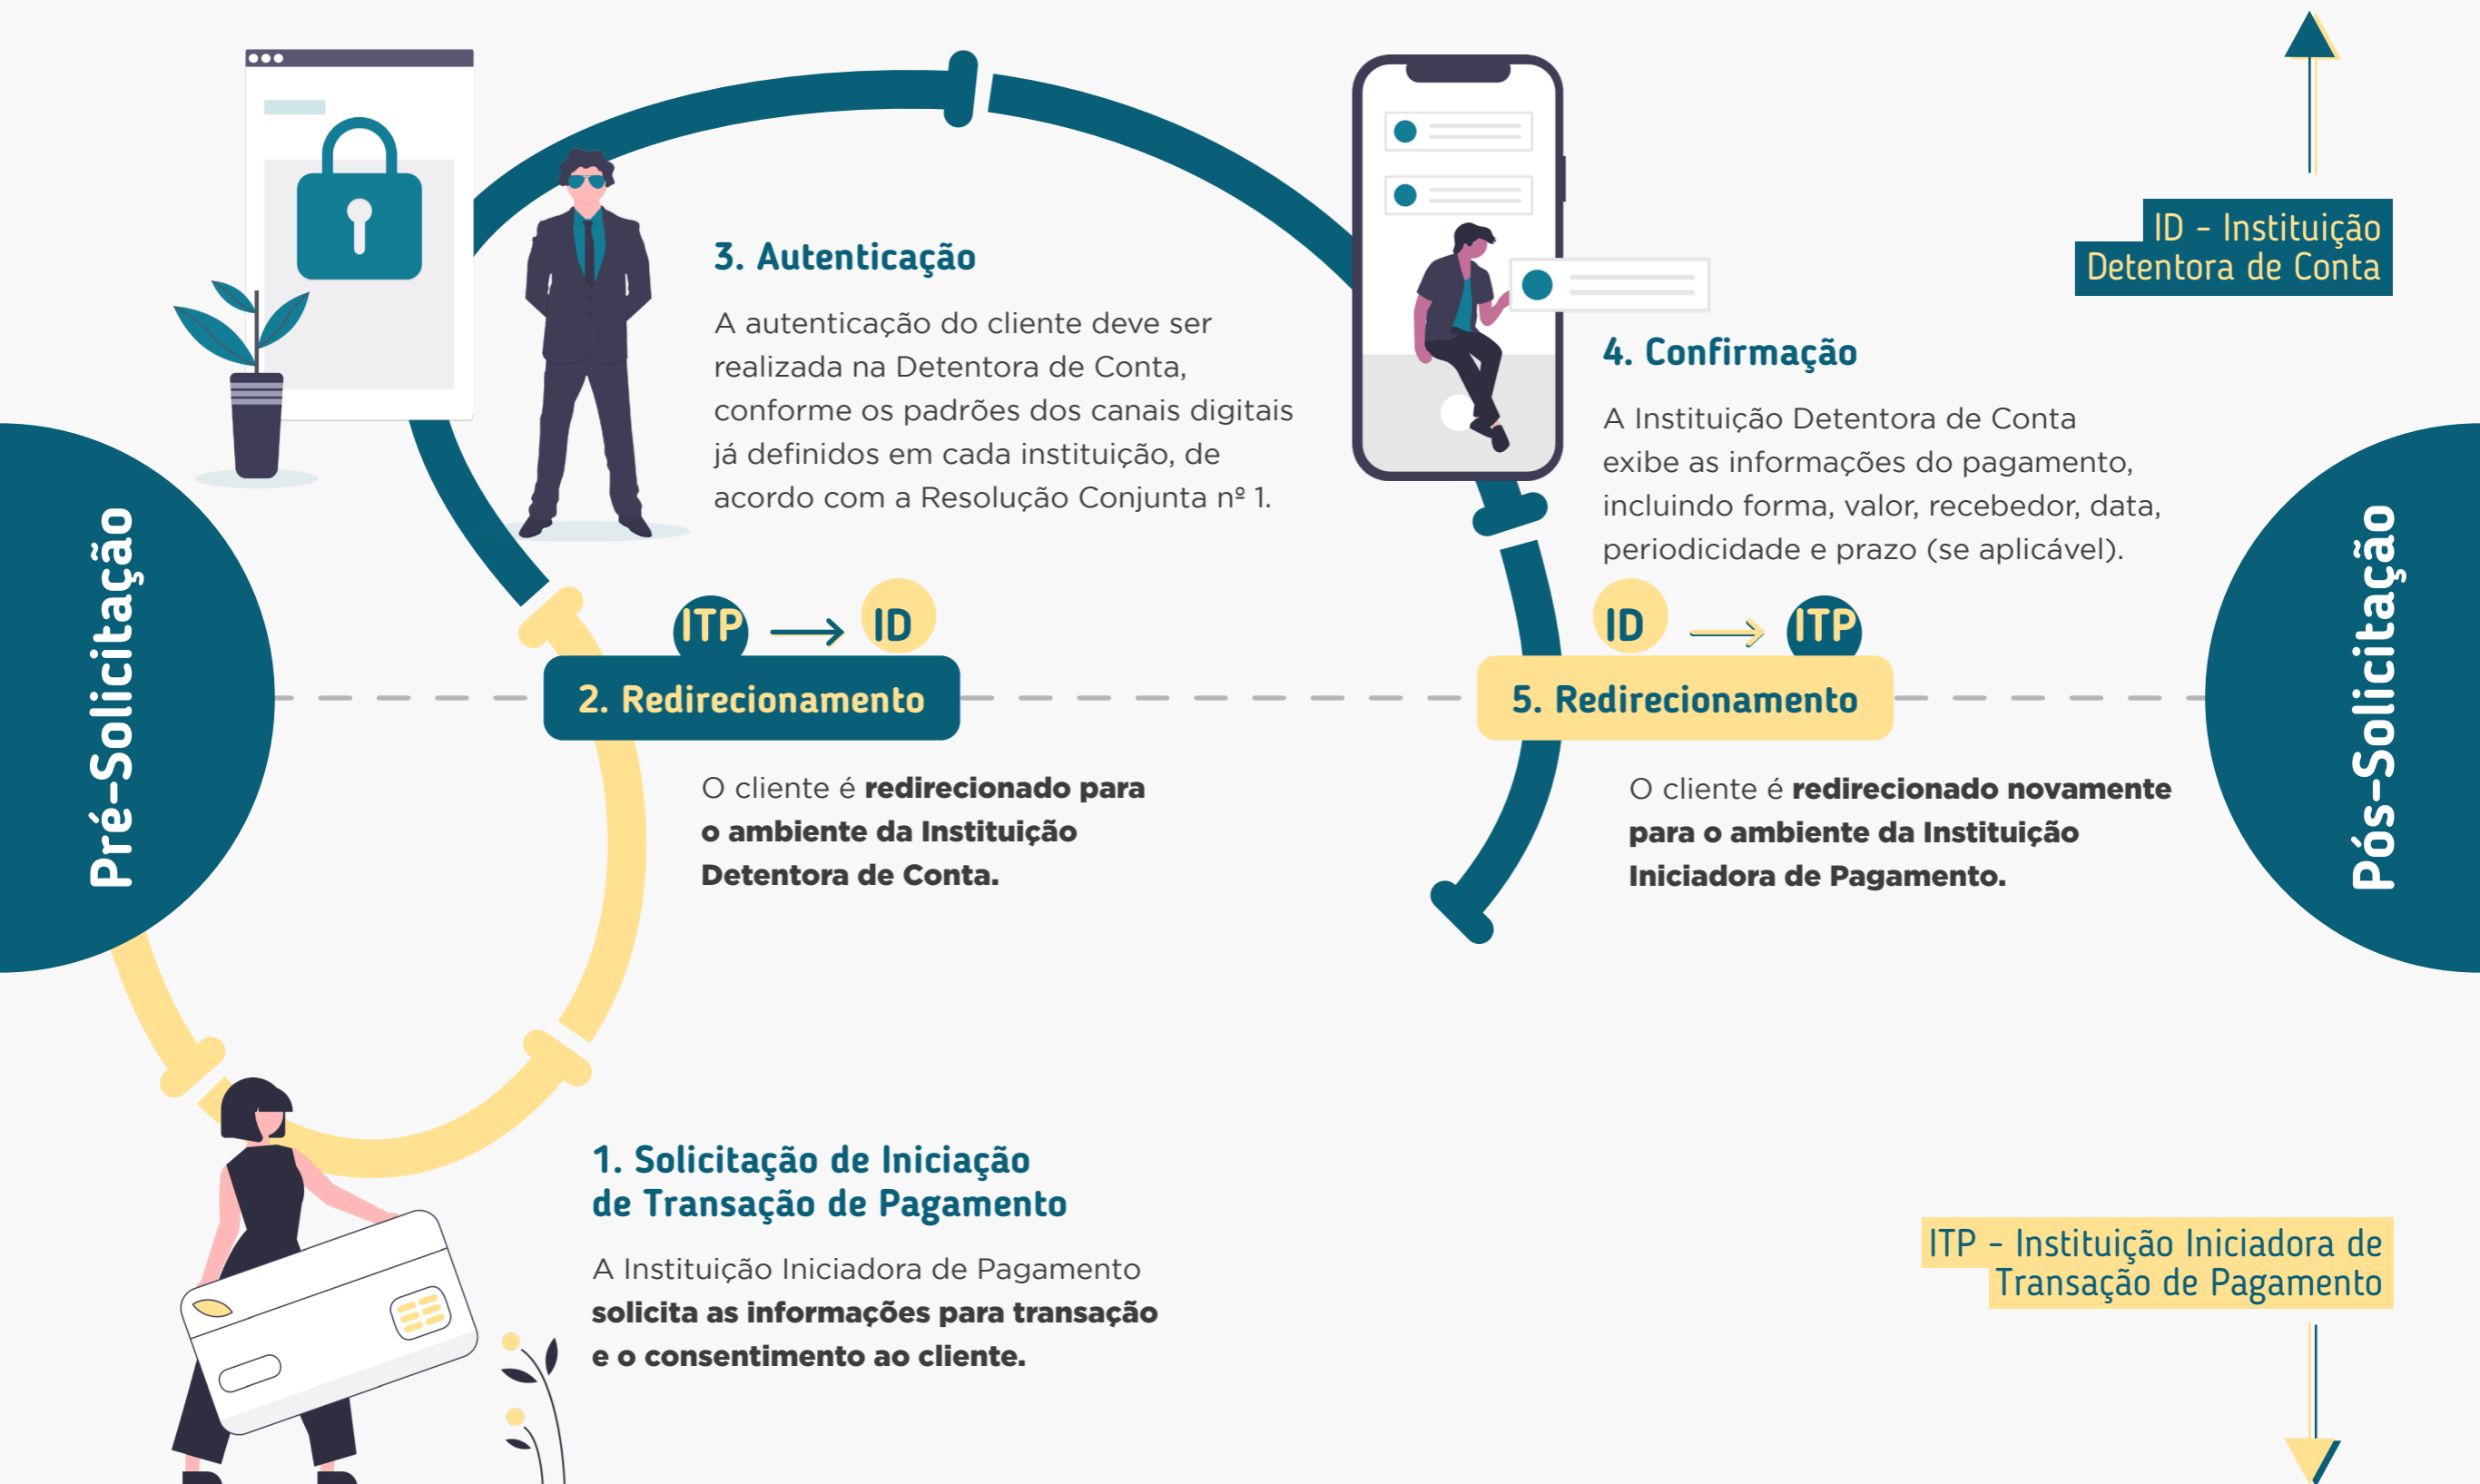 Pré-Solicitação
1. Solicitação de Iniciação
de Transação de Pagamento
A Instituição Iniciadora de Pagamento
solicita as informações para transação
e o consentimento ao cliente.
ITP
ID
2. Redirecionamento
O cliente é redirecionado para
o ambiente da Instituição
Detentora de Conta.
3. Autenticação
A autenticação do cliente deve ser
realizada na Detentora de Conta,
conforme os padrões dos canais digitais
já definidos em cada instituição, de
acordo com a Resolução Conjunta nº 1.
4. Confirmação
A Instituição Detentora de Conta
exibe as informações do pagamento,
incluindo forma, valor, recebedor, data,
periodicidade e prazo (se aplicável).
ID
ITP
5. Redirecionamento
O cliente é redirecionado novamente
para o ambiente da Instituição
Iniciadora de Pagamento.
Pós-Solicitação
ID - Instituição
Detentora de Conta
ITP - Instituição Iniciadora de
Transação de Pagamento